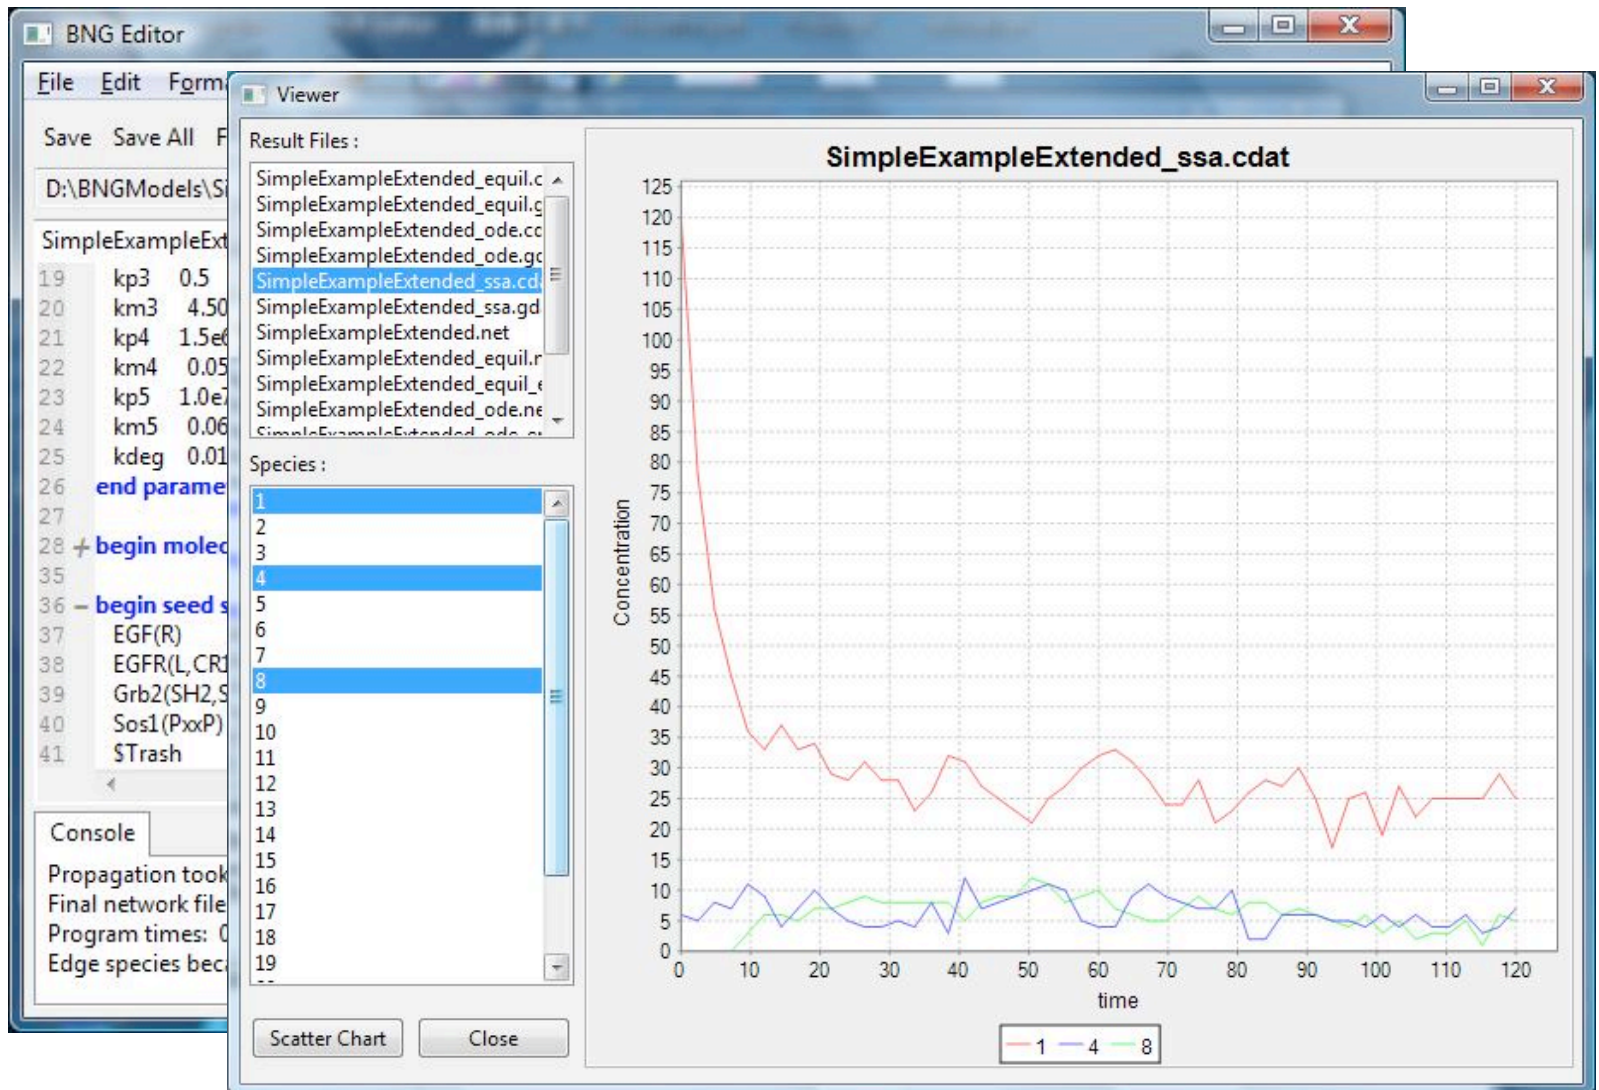 BNG Editor
File Edit Form
Save Save All F
D:\BNGModels\Si
SimpleExampleExt
19 kp3 0.5
20 km3 4.50
21 kp4 1.5e6
22 km4 0.05
23 kp5 1.0e7
24 km5 0.06
25 kdeg 0.01
26 end parame
27
28 + begin molec
35
36 - begin seed s
37 EGF(R)
38 EGFR(L,CR1
39 Grb2(SH2,S
40 Sos1(PxxP)
41 $Trash
Console
Propagation took
Final network file
Program times: 0
Edge species bec
Viewer
Result Files :
SimpleExampleExtended_equil.c
SimpleExampleExtended_equil.g
SimpleExampleExtended_ode.cc
SimpleExampleExtended_ode.gc
SimpleExampleExtended_ssa.cd
SimpleExampleExtended_ssa.gd
SimpleExampleExtended.net
SimpleExampleExtended_equil.r
SimpleExampleExtended_equil_e
SimpleExampleExtended_ode.ne
Species :
1
2
3
4
5
6
7
8
9
10
11
12
13
14
15
16
17
18
19
Scatter Chart Close
SimpleExampleExtended_ssa.cdat
125
120
115
110
105
100
95
90
85
80
75
70
65
60
55
50
45
40
35
30
25
20
15
10
5
0
Concentration
0 10 20 30 40 50 60 70 80 90 100 110 120
time
1 4 8